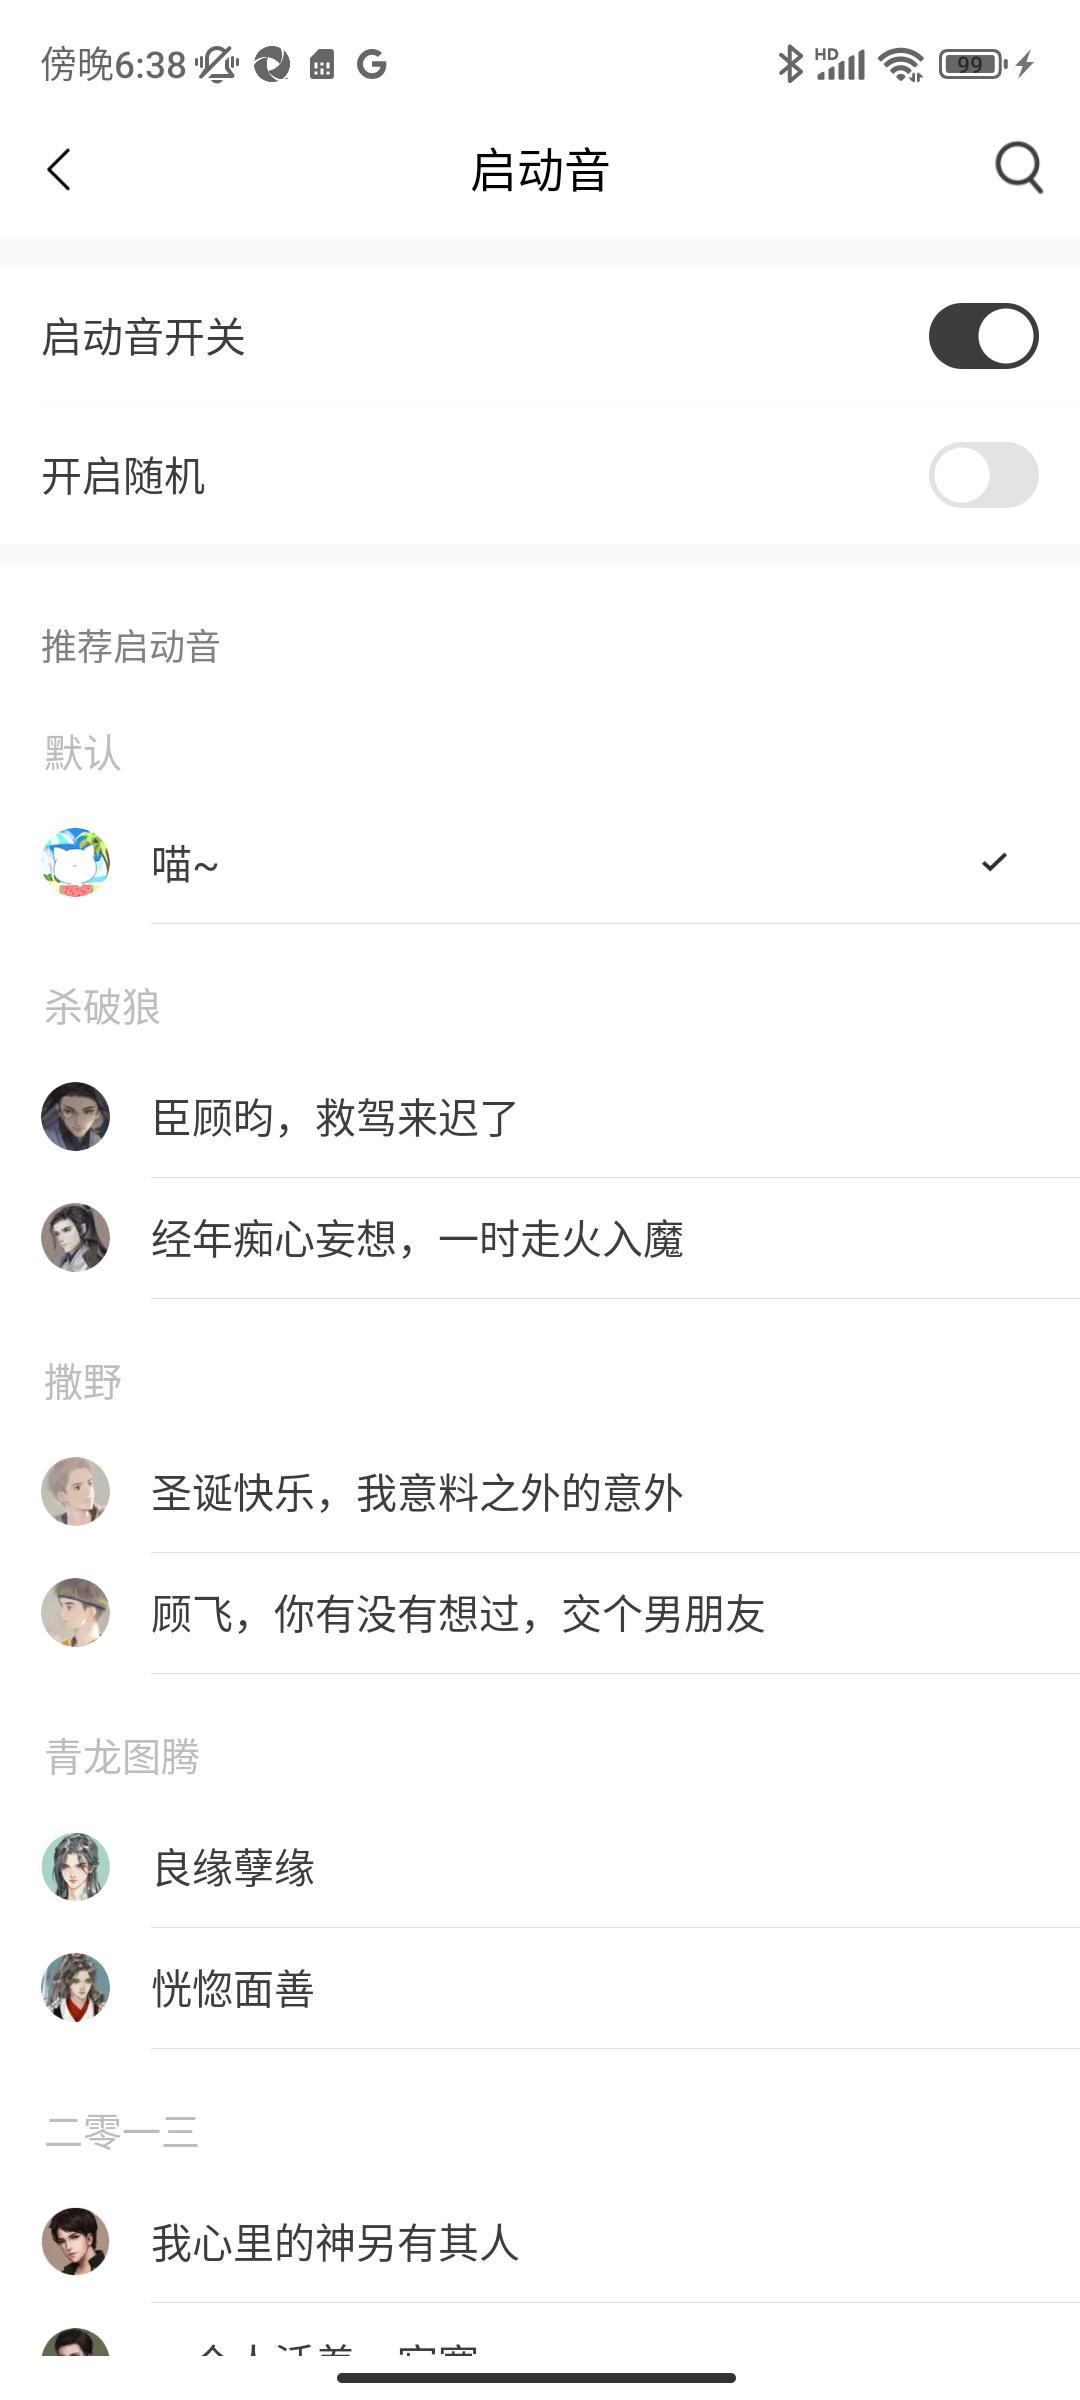 傍晚6:38
HD
99
启动音
启动音开关
开启随机
推荐启动音
默认
喵~
杀破狼
臣顾昀，救驾来迟了
经年痴心妄想，一时走火入魔
撒野
圣诞快乐，我意料之外的意外
顾飞，你有没有想过，交个男朋友
青龙图腾
良缘孽缘
恍惚面善
二零一三
我心里的神另有其人